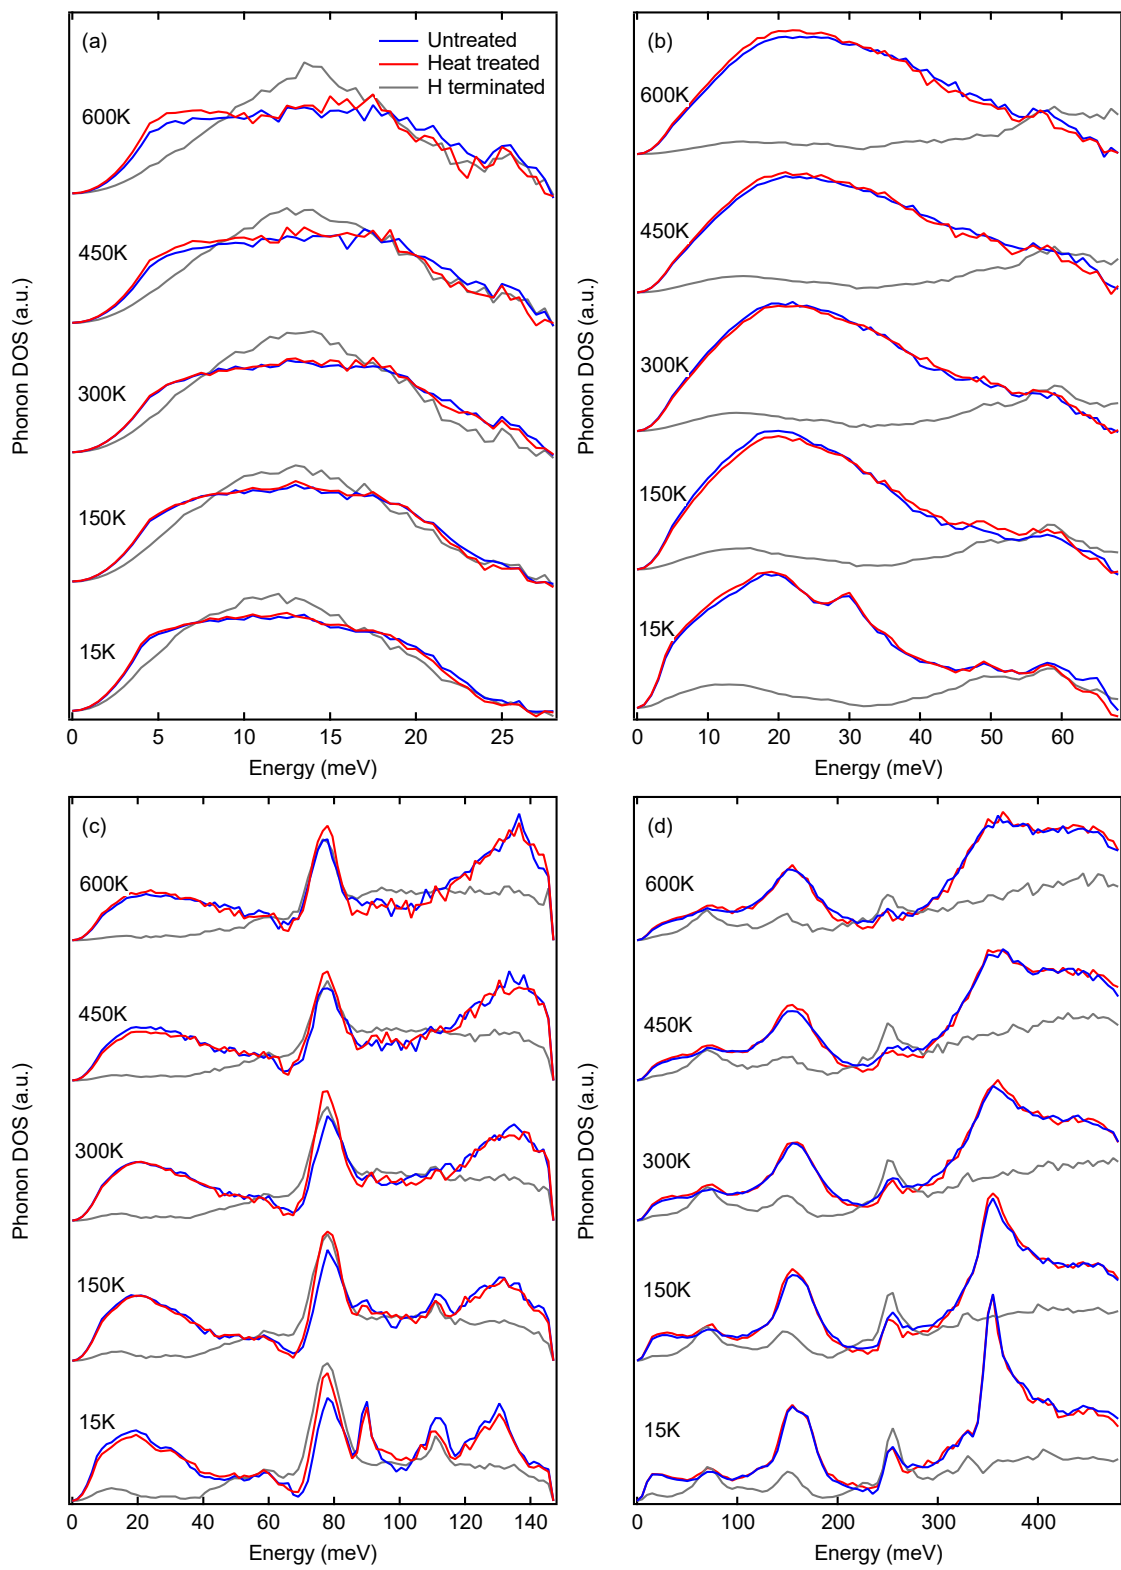 (a)
Untreated
Heat treated
H terminated
600K
450K
300K
150K
15K
Phonon DOS (a.u.)
0 5 10 15 20 25
Energy (meV)
(b)
600K
450K
300K
150K
15K
Phonon DOS (a.u.)
0 10 20 30 40 50 60
Energy (meV)
(c)
600K
450K
300K
150K
15K
Phonon DOS (a.u.)
0 20 40 60 80 100 120 140
Energy (meV)
(d)
600K
450K
300K
150K
15K
Phonon DOS (a.u.)
0 100 200 300 400
Energy (meV)